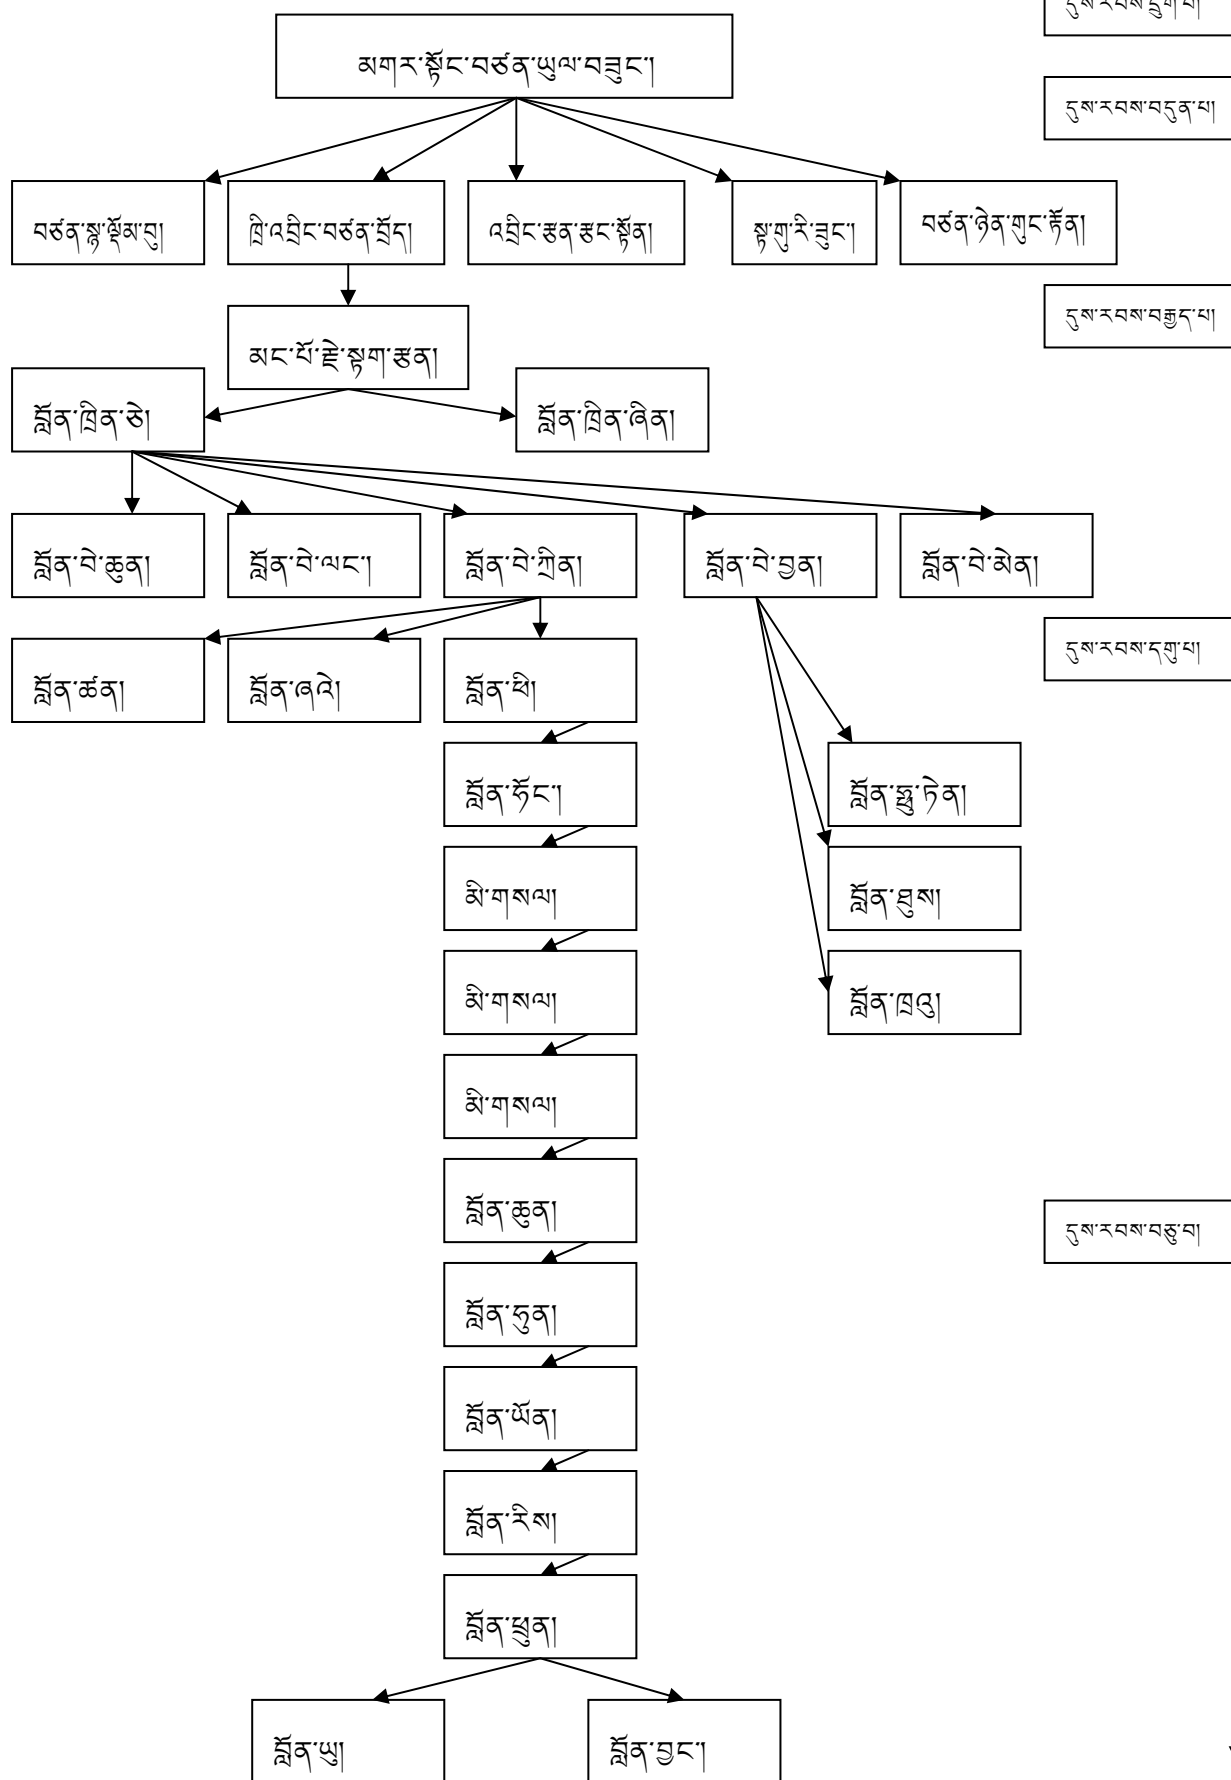 དུས་རབས་དྲུག་པ།
མགར་སྟོང་བཙན་ཡུལ་བཟུང་།
དུས་རབས་བདུན་པ།
བཙན་སྙ་ལྡོམ་བུ།
ཁྲི་འབྲིང་བཙན་བྲོད།
འབྲིང་རྩན་རྩང་སྟོན།
སྟ་གུ་རི་ཟུང་།
བཙན་ཉེན་གུང་རྟོན།
དུས་རབས་བརྒྱད་པ།
མང་པོ་རྗེ་སྟག་རྩན།
བློན་ཁྲིན་ཅེ།
བློན་ཁྲིན་ཞིན།
བློན་བེ་ཆུན།
བློན་བེ་ལང་།
བློན་བེ་ཀྲིན།
བློན་བེ་བྱན།
བློན་བེ་མེན།
དུས་རབས་དགུ་པ།
བློན་ཚན།
བློན་ཞའེ།
བློན་ཕི།
བློན་ཧོང་།
བློན་ཧྥུ་ཏེན།
མི་གསལ།
བློན་ཐུས།
མི་གསལ།
བློན་ཁྲའུ།
མི་གསལ།
བློན་ཆུན།
དུས་རབས་བཅུ་བ།
བློན་ཧུན།
བློན་ཡོན།
བློན་རིས།
བློན་ཕྲུན།
བློན་ཡུ།
བློན་བྱང་།